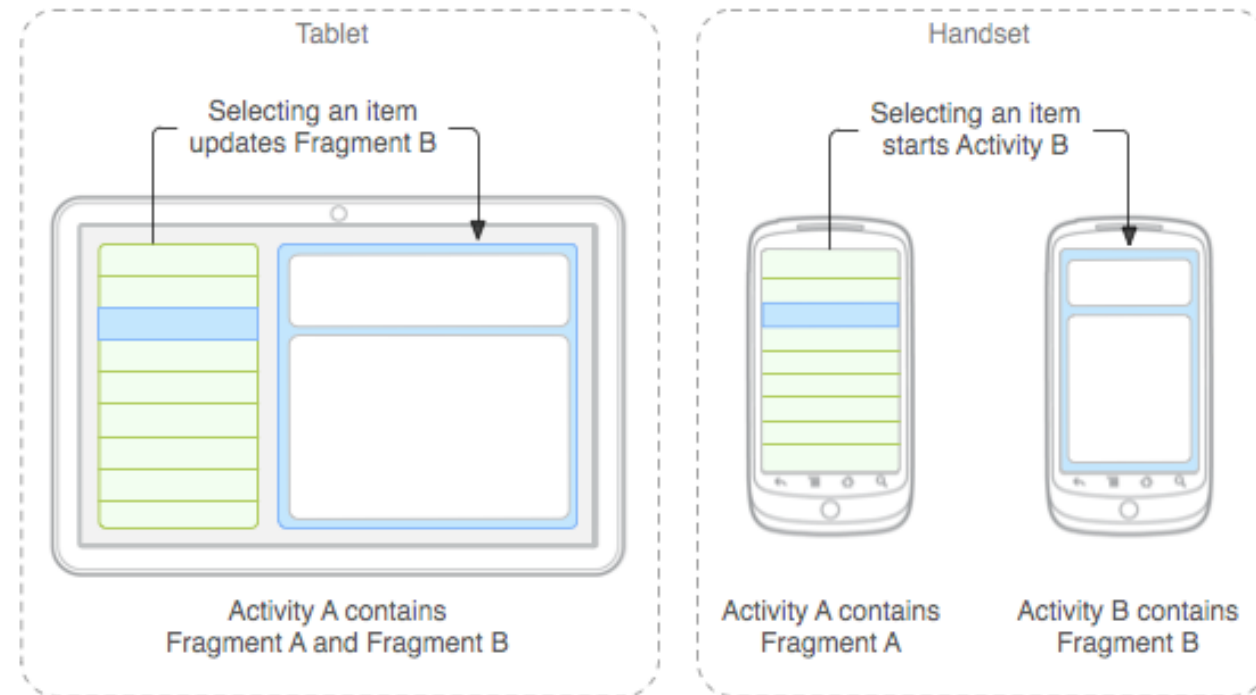 Tablet
Selecting an item
updates Fragment B
Activity A contains
Fragment A and Fragment B
Handset
Selecting an item
starts Activity B
Activity A contains
Fragment A
Activity B contains
Fragment B